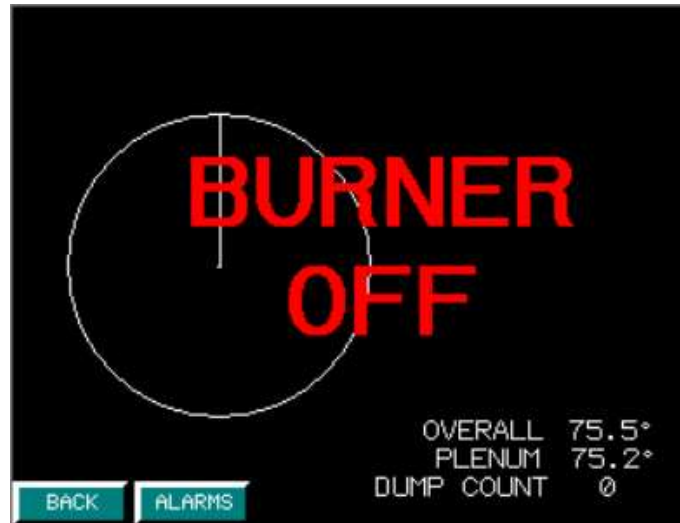 BURNER
OFF
OVERALL 75.5°
PLENUM 75.2°
DUMP COUNT 0
BACK ALARMS